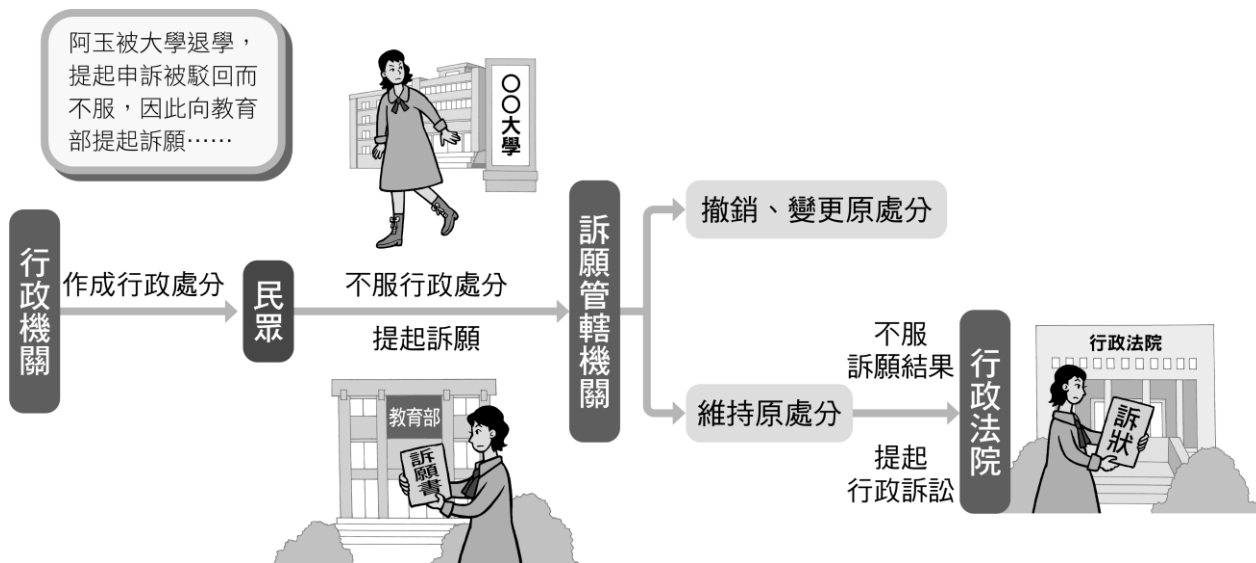 阿玉被大學退學，
提起申訴被駁回而
不服，因此向教育
部提起訴願……
〇〇大學
行政機關
作成行政處分
民眾
不服行政處分
提起訴願
教育部
訴願書
訴願管轄機關
撤銷、變更原處分
維持原處分
不服
訴願結果
提起
行政訴訟
行政法院
行政法院
訴狀